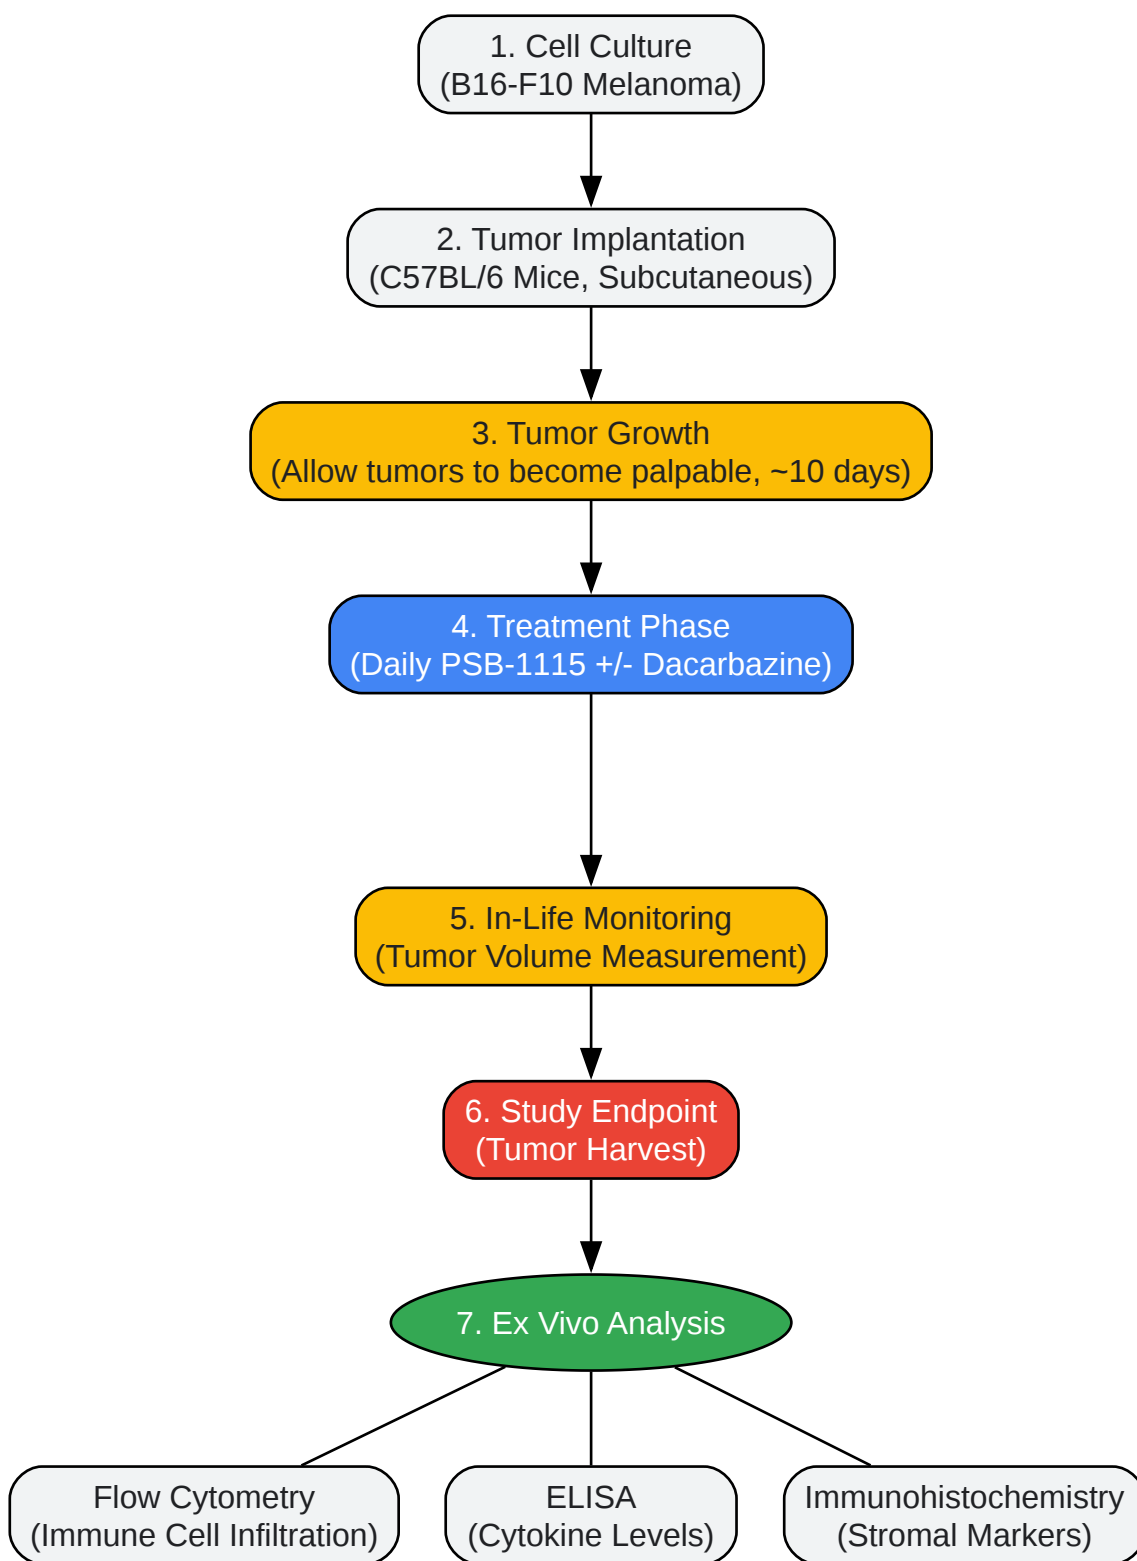 1. Cell Culture
(B16-F10 Melanoma)
2. Tumor Implantation
(C57BL/6 Mice, Subcutaneous)
3. Tumor Growth
(Allow tumors to become palpable, ~10 days)
4. Treatment Phase
(Daily PSB-1115 +/- Dacarbazine)
5. In-Life Monitoring
(Tumor Volume Measurement)
6. Study Endpoint
(Tumor Harvest)
7. Ex Vivo Analysis
Flow Cytometry
(Immune Cell Infiltration)
ELISA
(Cytokine Levels)
Immunohistochemistry
(Stromal Markers)